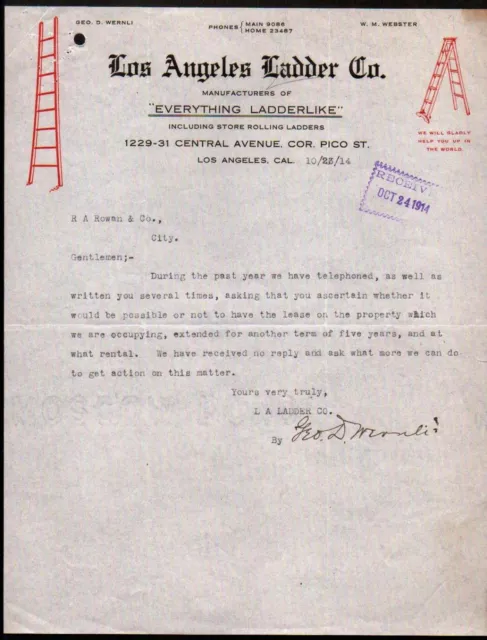 GEO. D. WERNLI
PHONES { MAIN 9086
HOME 23487
W. M. WEBSTER
Los Angeles Ladder Co.
MANUFACTURERS OF
"EVERYTHING LADDERLIKE"
INCLUDING STORE ROLLING LADDERS
1229-31 CENTRAL AVENUE, COR. PICO ST.
LOS ANGELES, CAL. 10/23/14
WE WILL GLADLY
HELP YOU UP IN
THE WORLD
RECEIV
OCT 24 1914
R A Rowan & Co.,
City.
Gentlemen;-
During the past year we have telephoned, as well as
written you several times, asking that you ascertain whether it
would be possible or not to have the lease on the property which
we are occupying, extended for another term of five years, and at
what rental. We have received no reply and ask what more we can do
to get action on this matter.
Yours very truly,
L A LADDER CO.
By Geo. D. Wernli